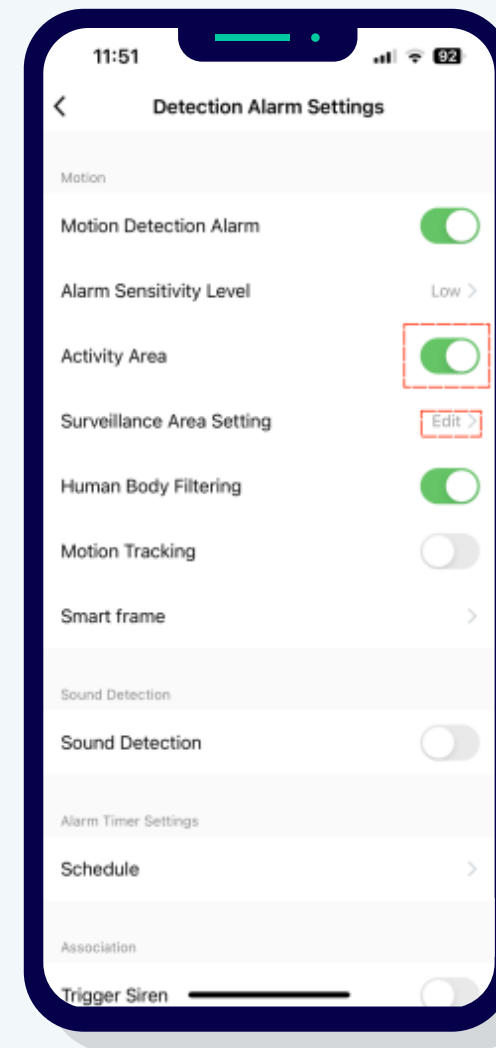 11:51 92
Detection Alarm Settings
Motion
Motion Detection Alarm
Alarm Sensitivity Level Low >
Activity Area
Surveillance Area Setting Edit >
Human Body Filtering
Motion Tracking
Smart frame >
Sound Detection
Sound Detection
Alarm Timer Settings
Schedule >
Association
Trigger Siren